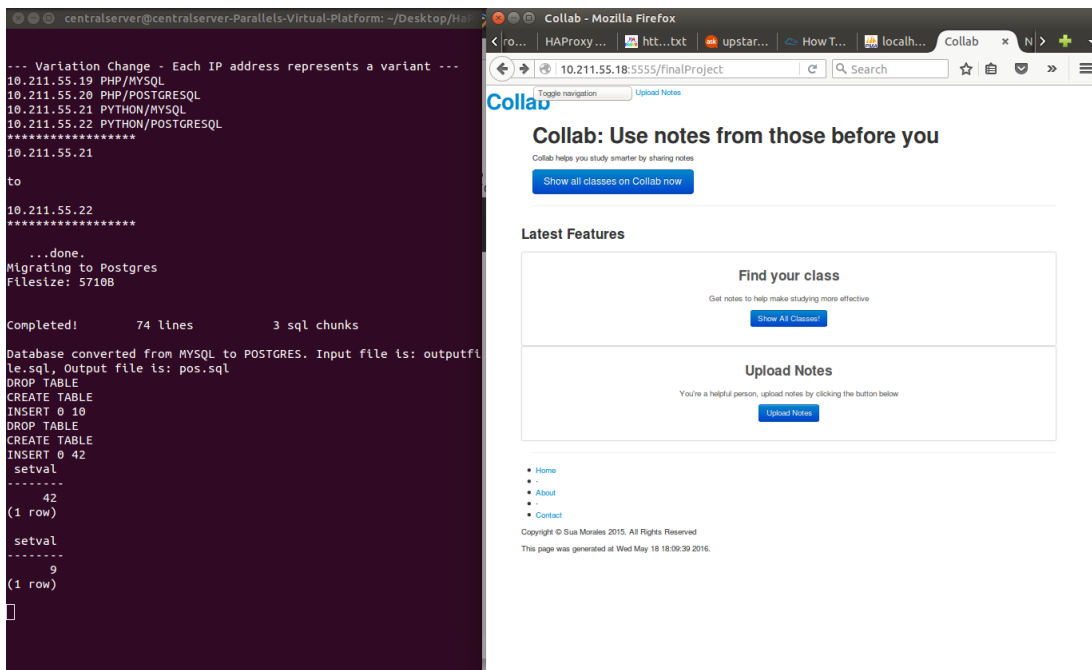 centralserver@centralserver-Parallels-Virtual-Platform: ~/Desktop/HaP
--- Variation Change - Each IP address represents a variant ---
10.211.55.19 PHP/MYSQL
10.211.55.20 PHP/POSTGRESQL
10.211.55.21 PYTHON/MYSQL
10.211.55.22 PYTHON/POSTGRESQL
******************
10.211.55.21
to
10.211.55.22
******************
...done.
Migrating to Postgres
Filesize: 5710B
Completed! 74 lines 3 sql chunks
Database converted from MYSQL to POSTGRES. Input file is: outputfi
le.sql, Output file is: pos.sql
DROP TABLE
CREATE TABLE
INSERT 0 10
DROP TABLE
CREATE TABLE
INSERT 0 42
setval
--------
42
(1 row)
setval
--------
9
(1 row)
Collab - Mozilla Firefox
ro... HAProxy ... htt...txt upstar... How T... localh... Collab × N
10.211.55.18:5555/finalProject Search
Collab Toggle navigation Upload Notes
Collab: Use notes from those before you
Collab helps you study smarter by sharing notes
Show all classes on Collab now
Latest Features
Find your class
Get notes to help make studying more effective
Show All Classes!
Upload Notes
You're a helpful person, upload notes by clicking the button below
Upload Notes
• Home
• -
• About
• -
• Contact
Copyright © Sua Morales 2015. All Rights Reserved
This page was generated at Wed May 18 18:09:39 2016.